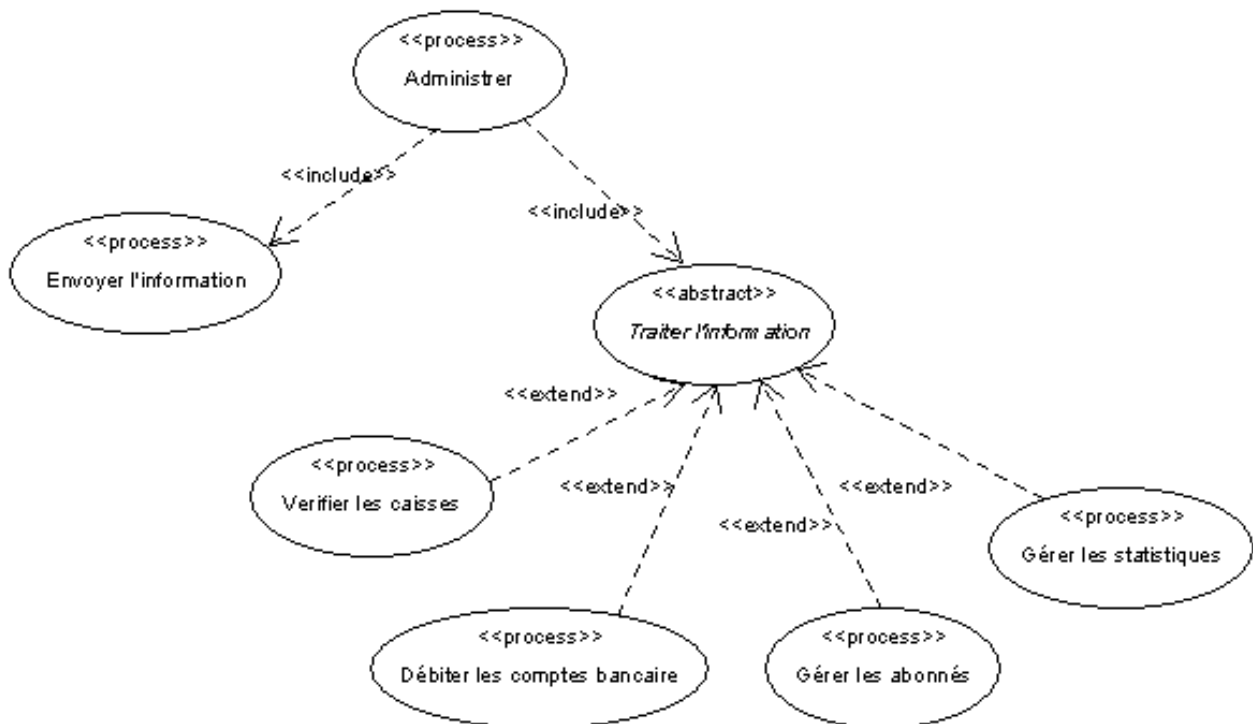 <<process>>
Administrer
<<include>>
<<include>>
<<process>>
Envoyer l'information
<<abstract>>
Traiter l'information
<<extend>>
<<process>>
Verifier les caisses
<<extend>>
<<extend>>
<<extend>>
<<process>>
Gérer les statistiques
<<process>>
Débiter les comptes bancaire
<<process>>
Gérer les abonnés